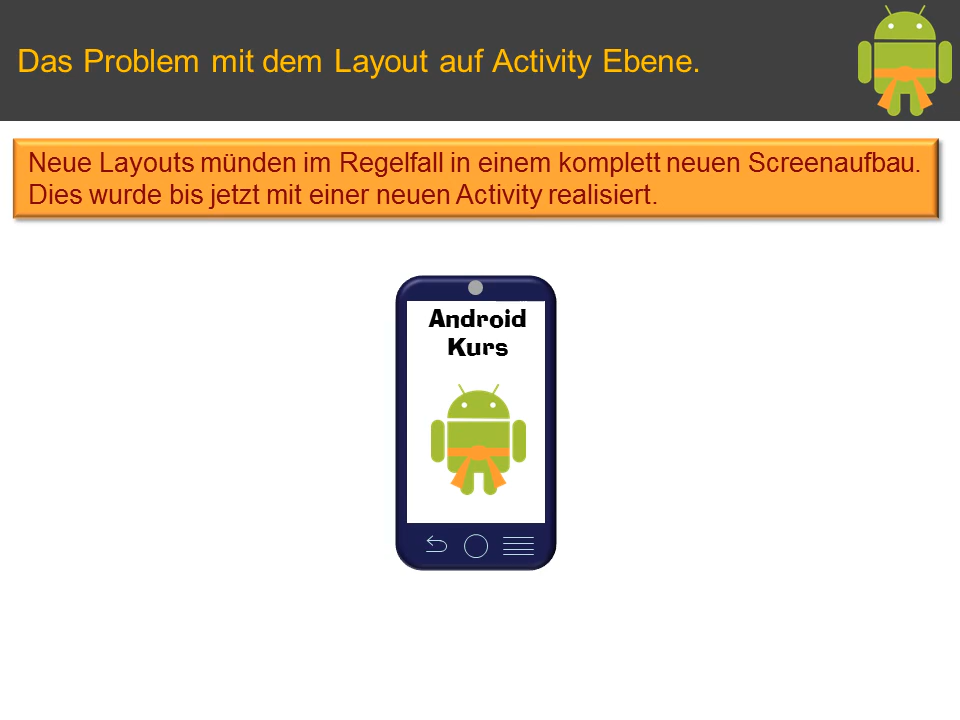 Das Problem mit dem Layout auf Activity Ebene.
Neue Layouts münden im Regelfall in einem komplett neuen Screenaufbau.
Dies wurde bis jetzt mit einer neuen Activity realisiert.
Android
Kurs